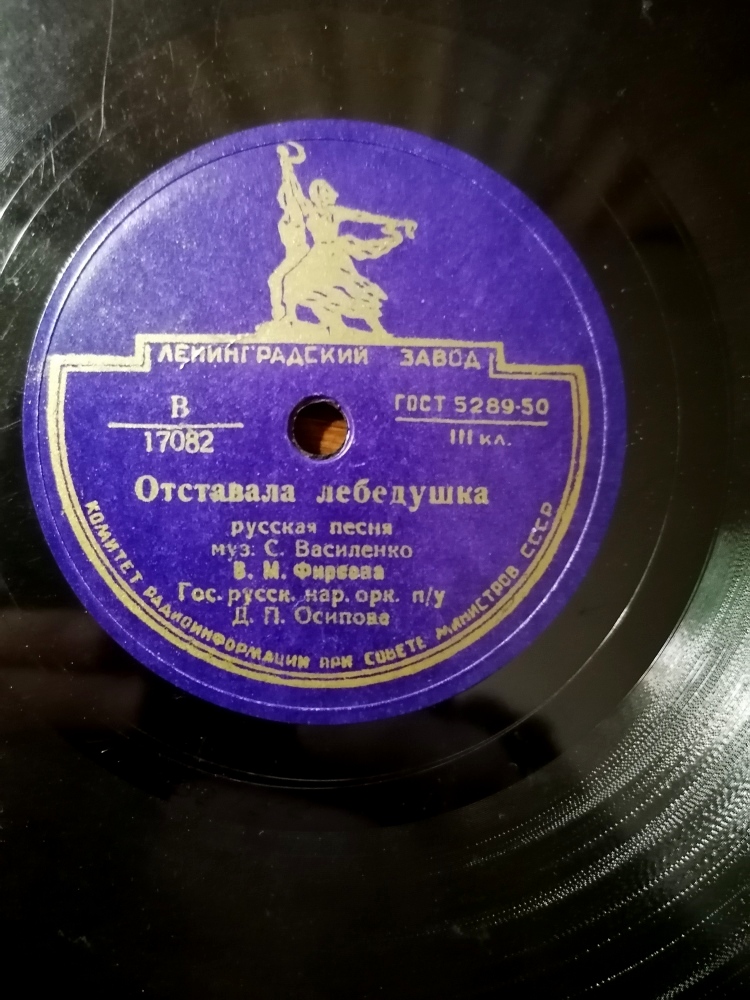 ЛЕНИНГРАДСКИЙ ЗАВОД
В
17082
ГОСТ 5289-50
III кл.
Отставала лебедушка
русская песня
муз. С. Василенко
В. М. Фирсова
Гос. русск. нар. орк. п/у
Д. П. Осипова
КОМИТЕТ РАДИОИНФОРМАЦИИ ПРИ СОВЕТЕ МИНИСТРОВ СССР